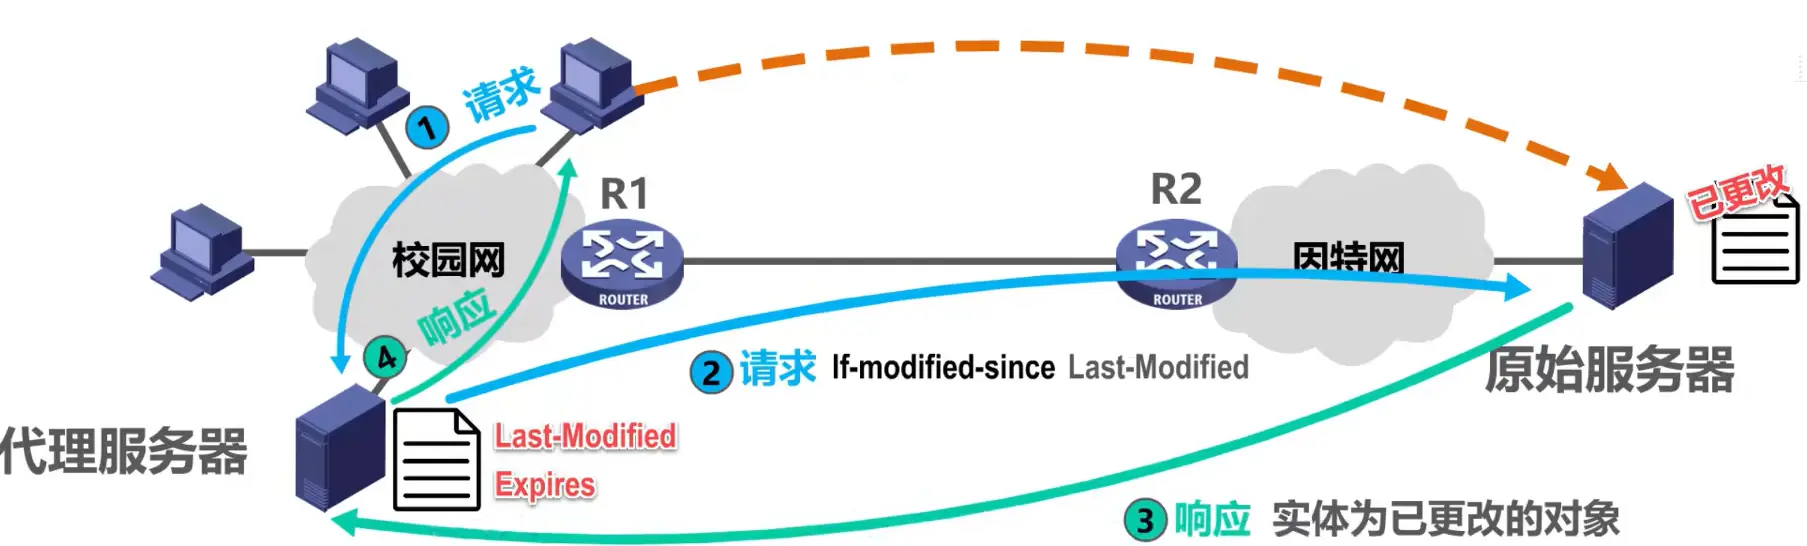 1 请求
R1
R2
已更改
校园网
因特网
ROUTER
ROUTER
4 响应
2 请求 If-modified-since Last-Modified
原始服务器
代理服务器
Last-Modified
Expires
3 响应 实体为已更改的对象